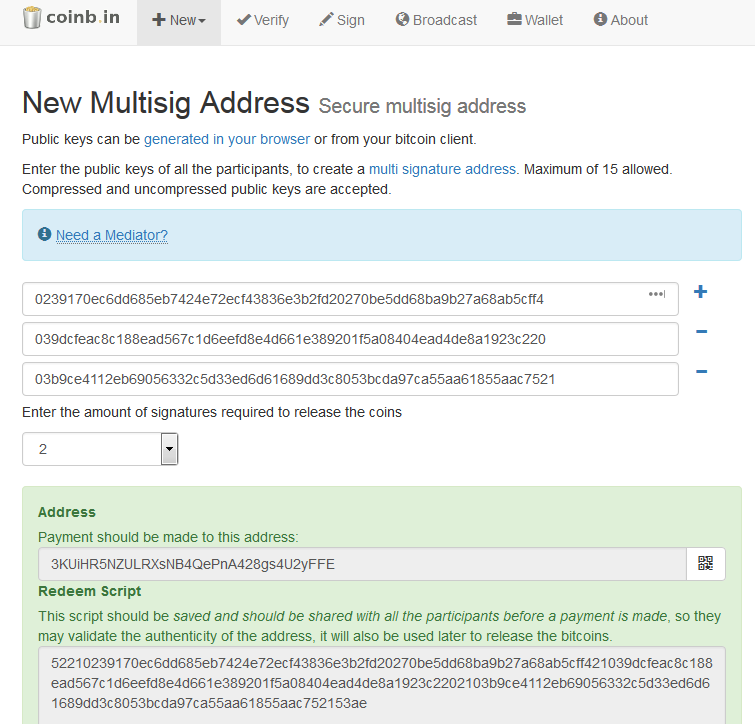 coinb.in New Verify Sign Broadcast Wallet About
New Multisig Address Secure multisig address
Public keys can be generated in your browser or from your bitcoin client.
Enter the public keys of all the participants, to create a multi signature address. Maximum of 15 allowed.
Compressed and uncompressed public keys are accepted.
Need a Mediator?
0239170ec6dd685eb7424e72ecf43836e3b2fd20270be5dd68ba9b27a68ab5cff4
039dcfeac8c188ead567c1d6eefd8e4d661e389201f5a08404ead4de8a1923c220
03b9ce4112eb69056332c5d33ed6d61689dd3c8053bcda97ca55aa61855aac7521
Enter the amount of signatures required to release the coins
2
Address
Payment should be made to this address:
3KUiHR5NZULRXsNB4QePnA428gs4U2yFFE
Redeem Script
This script should be saved and should be shared with all the participants before a payment is made, so they
may validate the authenticity of the address, it will also be used later to release the bitcoins.
52210239170ec6dd685eb7424e72ecf43836e3b2fd20270be5dd68ba9b27a68ab5cff421039dcfeac8c188
ead567c1d6eefd8e4d661e389201f5a08404ead4de8a1923c2202103b9ce4112eb69056332c5d33ed6d6
1689dd3c8053bcda97ca55aa61855aac752153ae